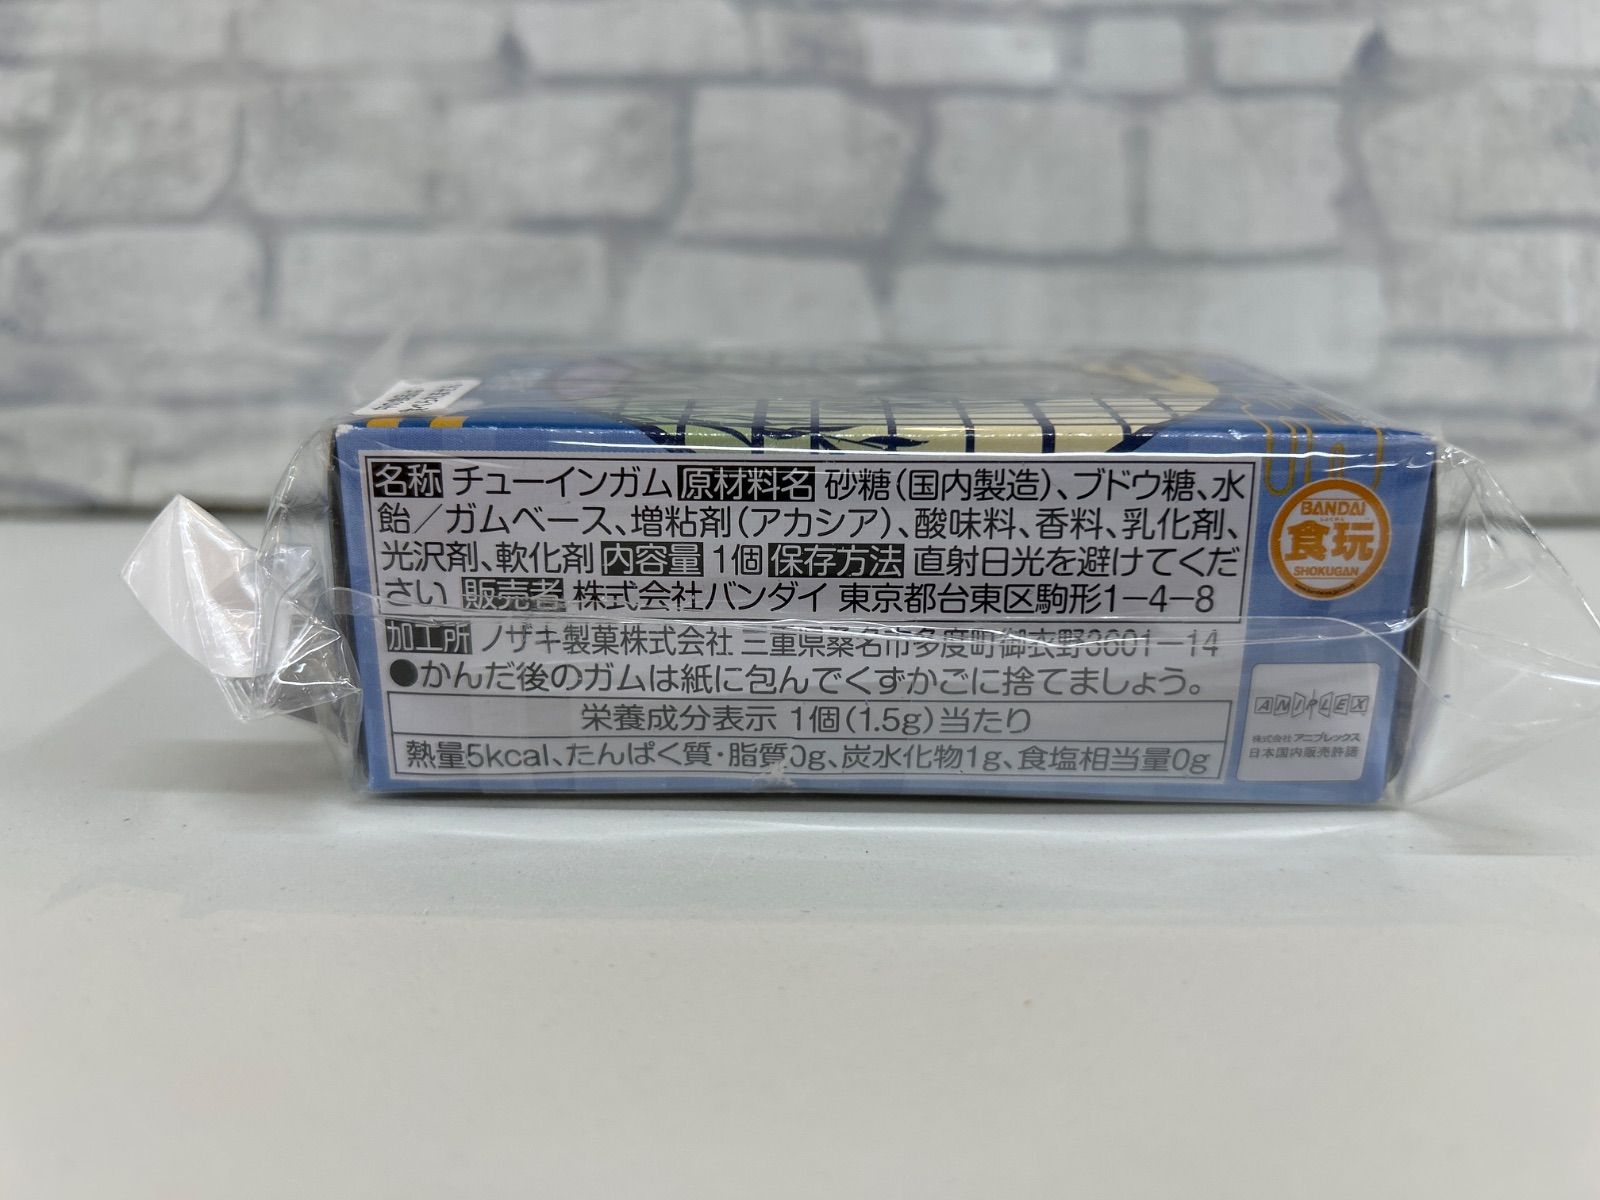 名称 チューインガム 原材料名 砂糖(国内製造)、ブドウ糖、水
飴/ガムベース、増粘剤(アカシア)、酸味料、香料、乳化剤、
光沢剤、軟化剤 内容量 1個 保存方法 直射日光を避けてくだ
さい 販売者 株式会社バンダイ 東京都台東区駒形1-4-8
加工所 ノザキ製菓株式会社 三重県桑名市多度町御衣野3601-14
●かんだ後のガムは紙に包んでくずかごに捨てましょう。
栄養成分表示 1個(1.5g)当たり
熱量5kcal、たんぱく質・脂質0g、炭水化物1g、食塩相当量0g
BANDAI
食玩
SHOKUGAN
ANIPLEX
株式会社 アニプレックス
日本国内販売許諾